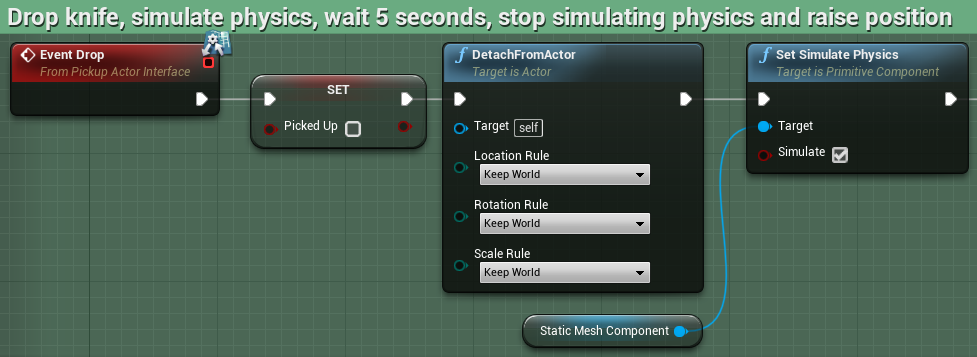 Drop knife, simulate physics, wait 5 seconds, stop simulating physics and raise position
Event Drop
From Pickup Actor Interface
SET
Picked Up
DetachFromActor
Target is Actor
Target self
Location Rule
Keep World
Rotation Rule
Keep World
Scale Rule
Keep World
Set Simulate Physics
Target is Primitive Component
Target
Simulate
Static Mesh Component